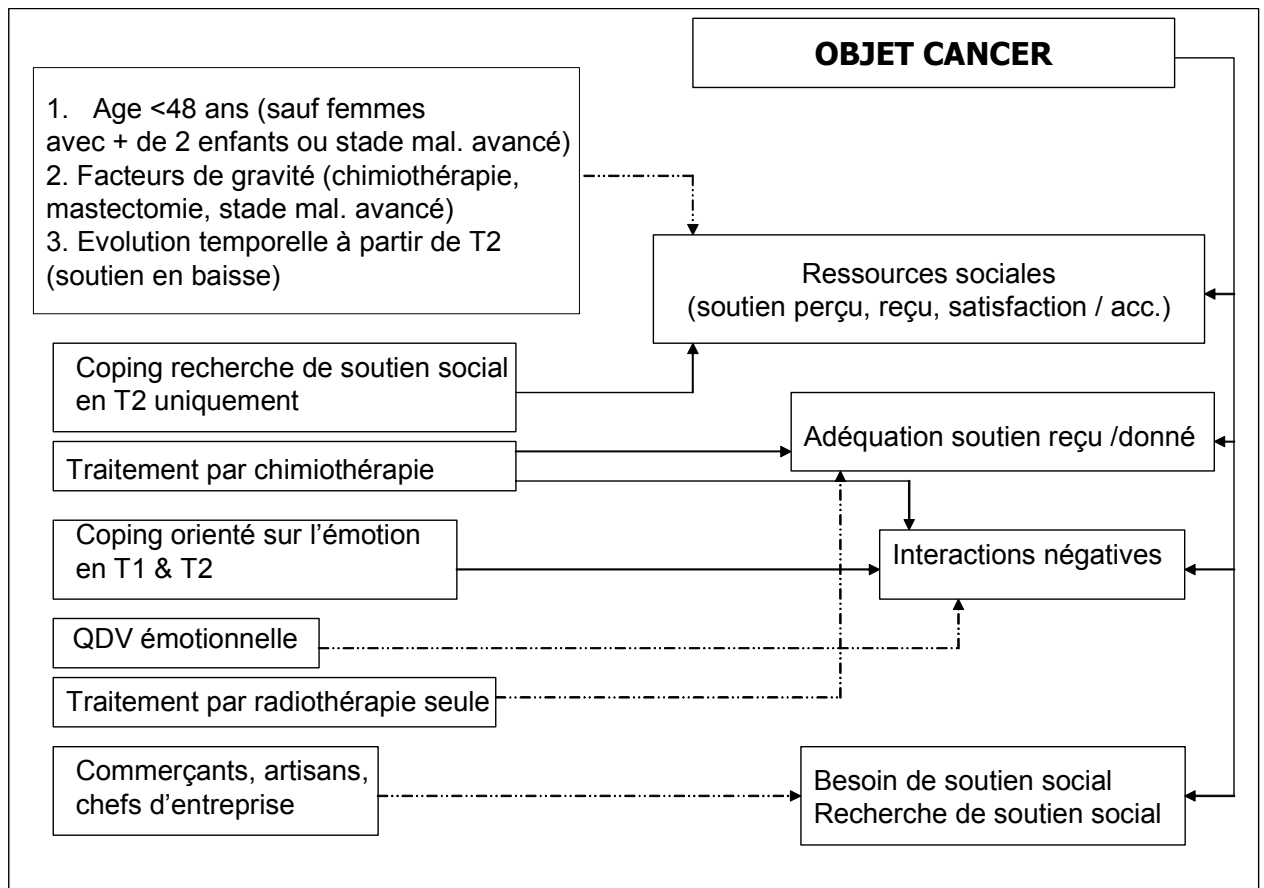 OBJET CANCER
1. Age <48 ans (sauf femmes
avec + de 2 enfants ou stade mal. avancé)
2. Facteurs de gravité (chimiothérapie,
mastectomie, stade mal. avancé)
3. Evolution temporelle à partir de T2
(soutien en baisse)
Ressources sociales
(soutien perçu, reçu, satisfaction / acc.)
Coping recherche de soutien social
en T2 uniquement
Adéquation soutien reçu /donné
Traitement par chimiothérapie
Coping orienté sur l’émotion
en T1 & T2
Interactions négatives
QDV émotionnelle
Traitement par radiothérapie seule
Commerçants, artisans,
chefs d’entreprise
Besoin de soutien social
Recherche de soutien social